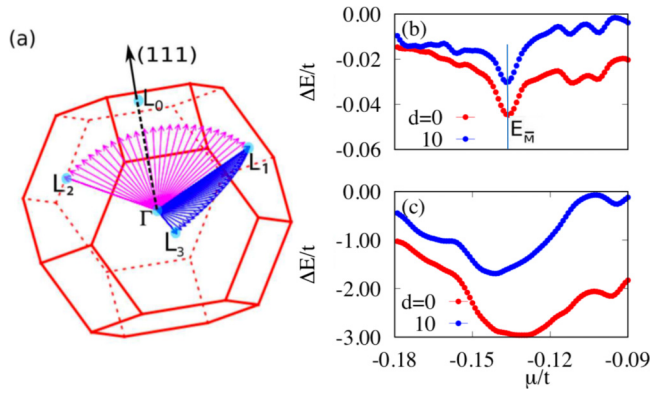 (a)
(111)
L₀
L₁
L₂
L₃
Γ
(b)
ΔE/t
0.00
-0.02
-0.04
-0.06
d=0
10
E_M̅
(c)
ΔE/t
0.00
-1.00
-2.00
-3.00
d=0
10
-0.18
-0.15
-0.12
-0.09
μ/t